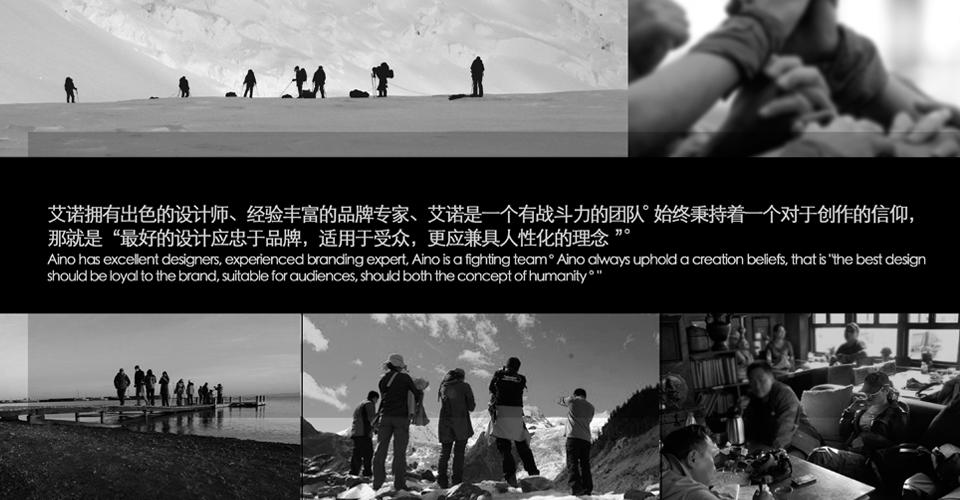 艾诺拥有出色的设计师、经验丰富的品牌专家、艾诺是一个有战斗力的团队。始终秉持着一个对于创作的信仰，
那就是“最好的设计应忠于品牌，适用于受众，更应兼具人性化的理念”。
Aino has excellent designers, experienced branding expert, Aino is a fighting team。Aino always uphold a creation beliefs, that is "the best design
should be loyal to the brand, suitable for audiences, should both the concept of humanity。"